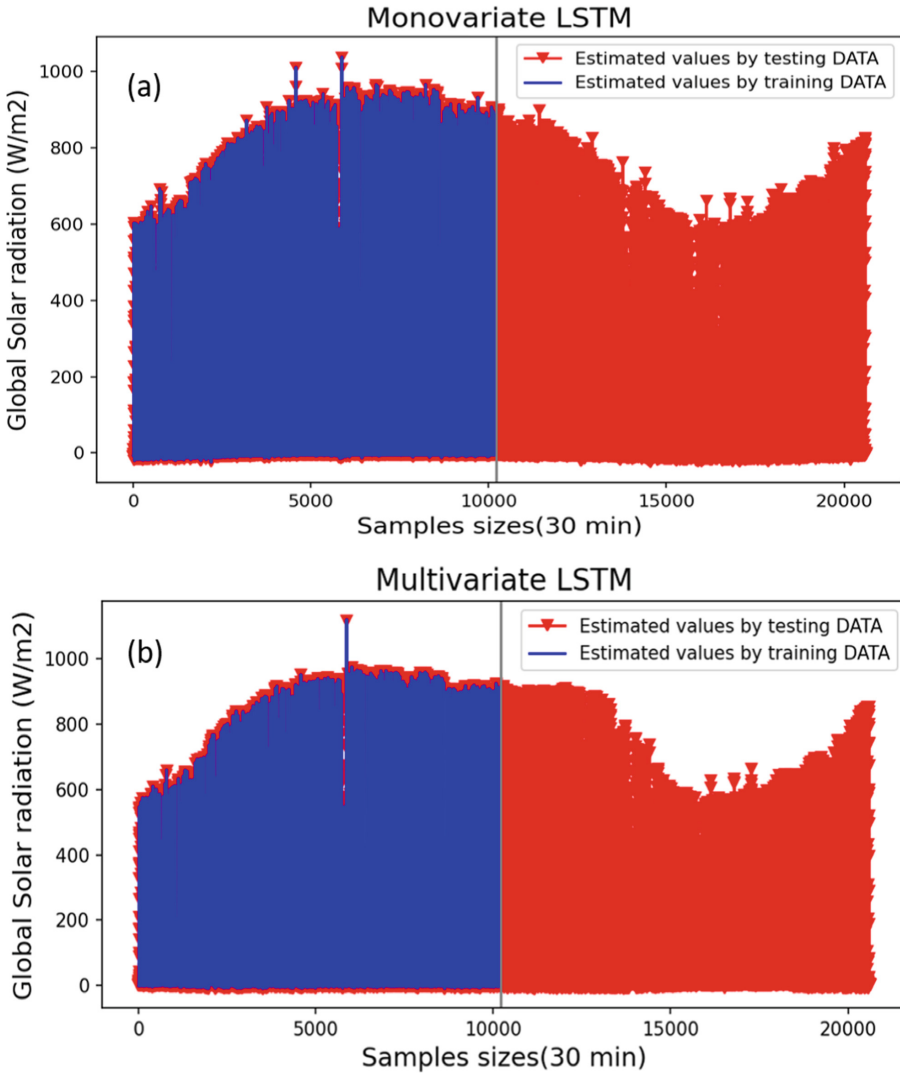 Monovariate LSTM
(a)
Estimated values by testing DATA
Estimated values by training DATA
Global Solar radiation (W/m2)
1000
800
600
400
200
0
0 5000 10000 15000 20000
Samples sizes(30 min)
Multivariate LSTM
(b)
Estimated values by testing DATA
Estimated values by training DATA
Global Solar radiation (W/m2)
1000
800
600
400
200
0
0 5000 10000 15000 20000
Samples sizes(30 min)